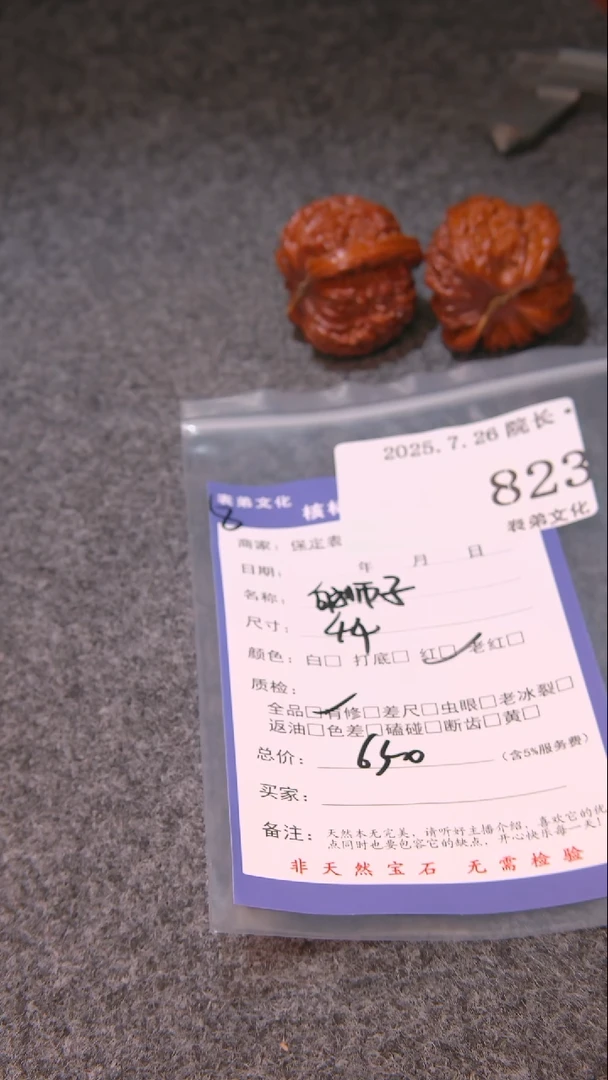 2025.7.26 院长
823
表弟文化
表弟文化 核桃
8
商家： 保定表
日期： 年 月 日
名称： 狮子
尺寸： 44
颜色：白□ 打底□ 红□ 老红□
质检：
全品□有修□差尺□虫眼□老冰裂□
返油□色差□磕碰□断齿□黄□
总价： 650 （含5%服务费）
买家：
备注： 天然木无完美，请听好主播介绍，喜欢它的优
点同时也要包容它的缺点，开心快乐每一天！
非天然宝石 无需检验